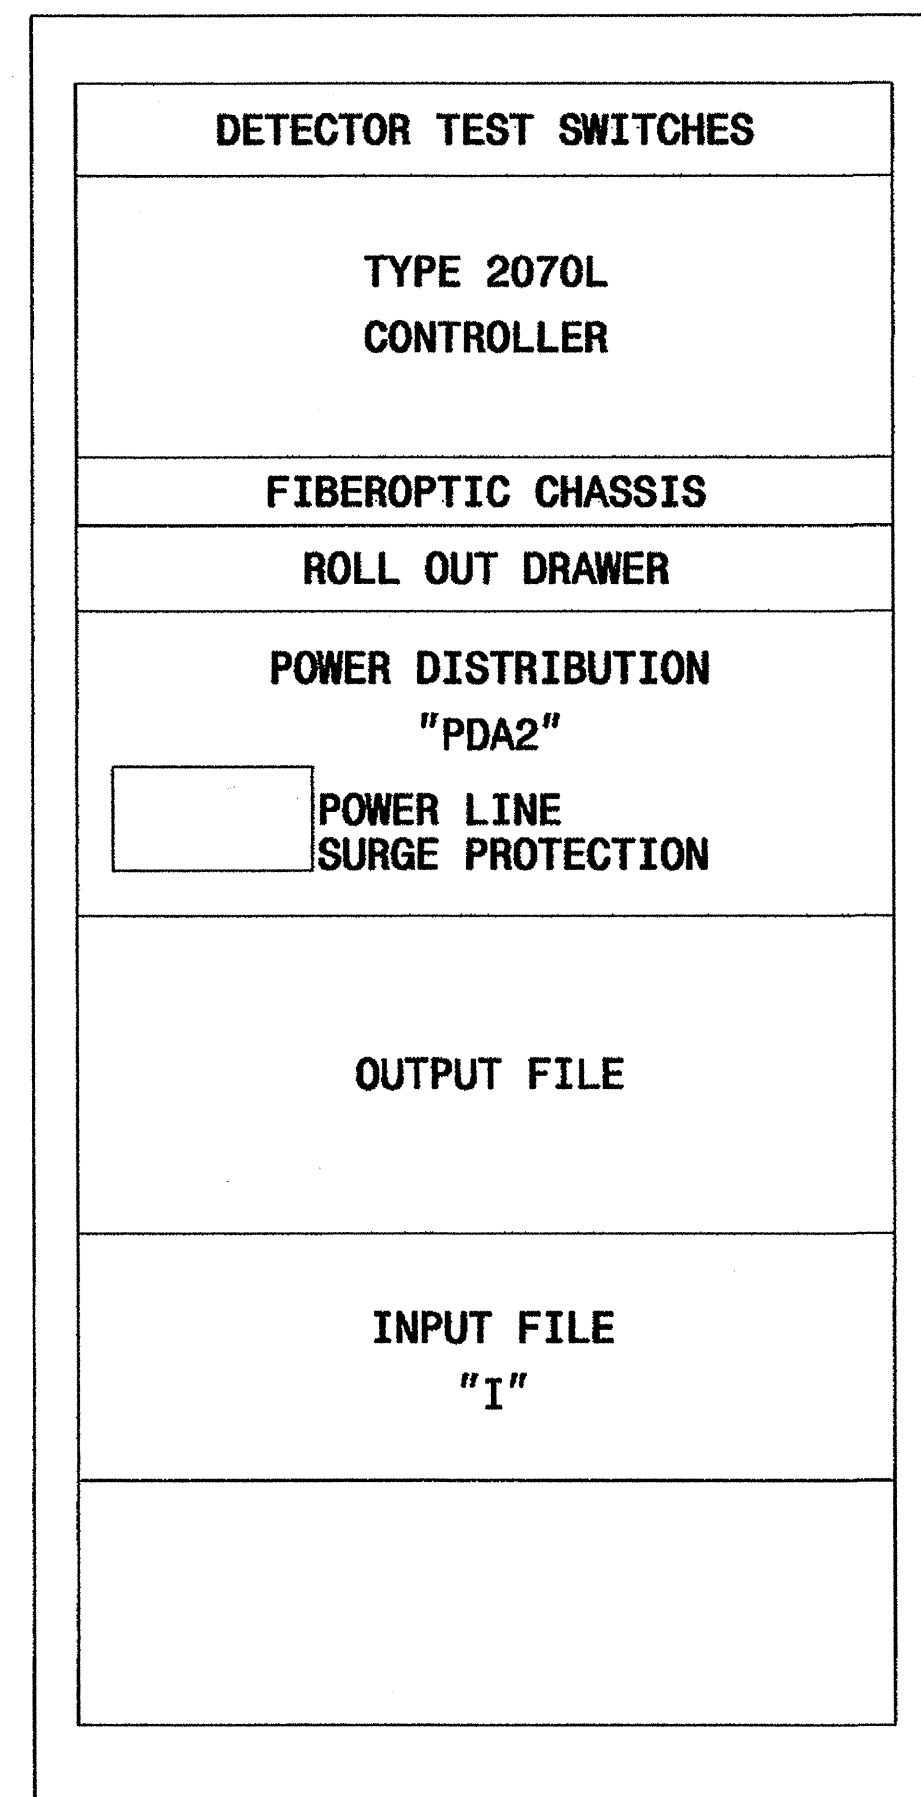 DETECTOR TEST SWITCHES
TYPE 2070L
CONTROLLER
FIBEROPTIC CHASSIS
ROLL OUT DRAWER
POWER DISTRIBUTION
"PDA2"
POWER LINE
SURGE PROTECTION
OUTPUT FILE
INPUT FILE
"I"